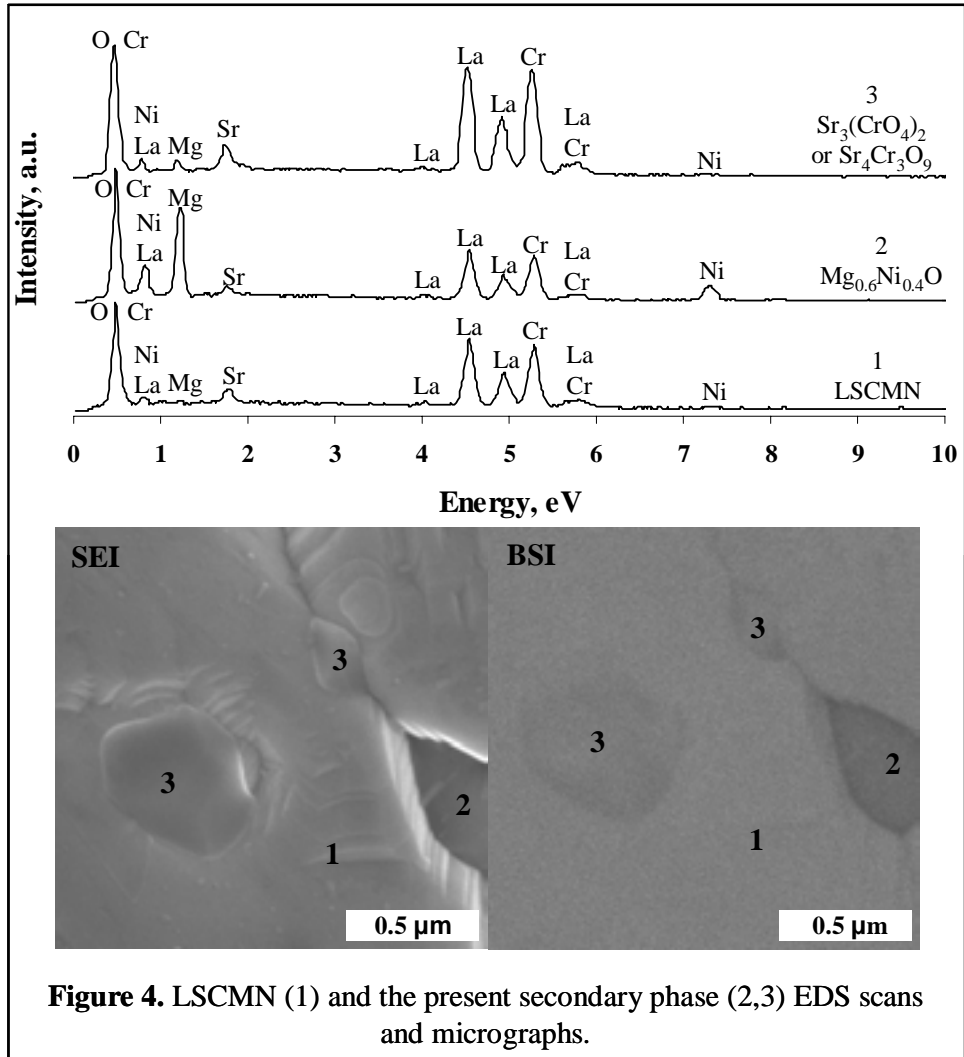 O Cr
La
Cr
La
Ni
La Mg
Sr
La
La
Cr
Ni
3
Sr₃(CrO₄)₂
or Sr₄Cr₃O₉
O Cr
Mg
Ni
La
Sr
La
La
La
Cr
La
Cr
Ni
2
Mg₀.₆Ni₀.₄O
O Cr
Ni
La Mg
Sr
La
La
La
Cr
La
Cr
Ni
1
LSCMN
Intensity, a.u.
0 1 2 3 4 5 6 7 8 9 10
Energy, eV
SEI
3
3
2
1
0.5 µm
BSI
3
3
2
1
0.5 µm
Figure 4. LSCMN (1) and the present secondary phase (2,3) EDS scans
and micrographs.